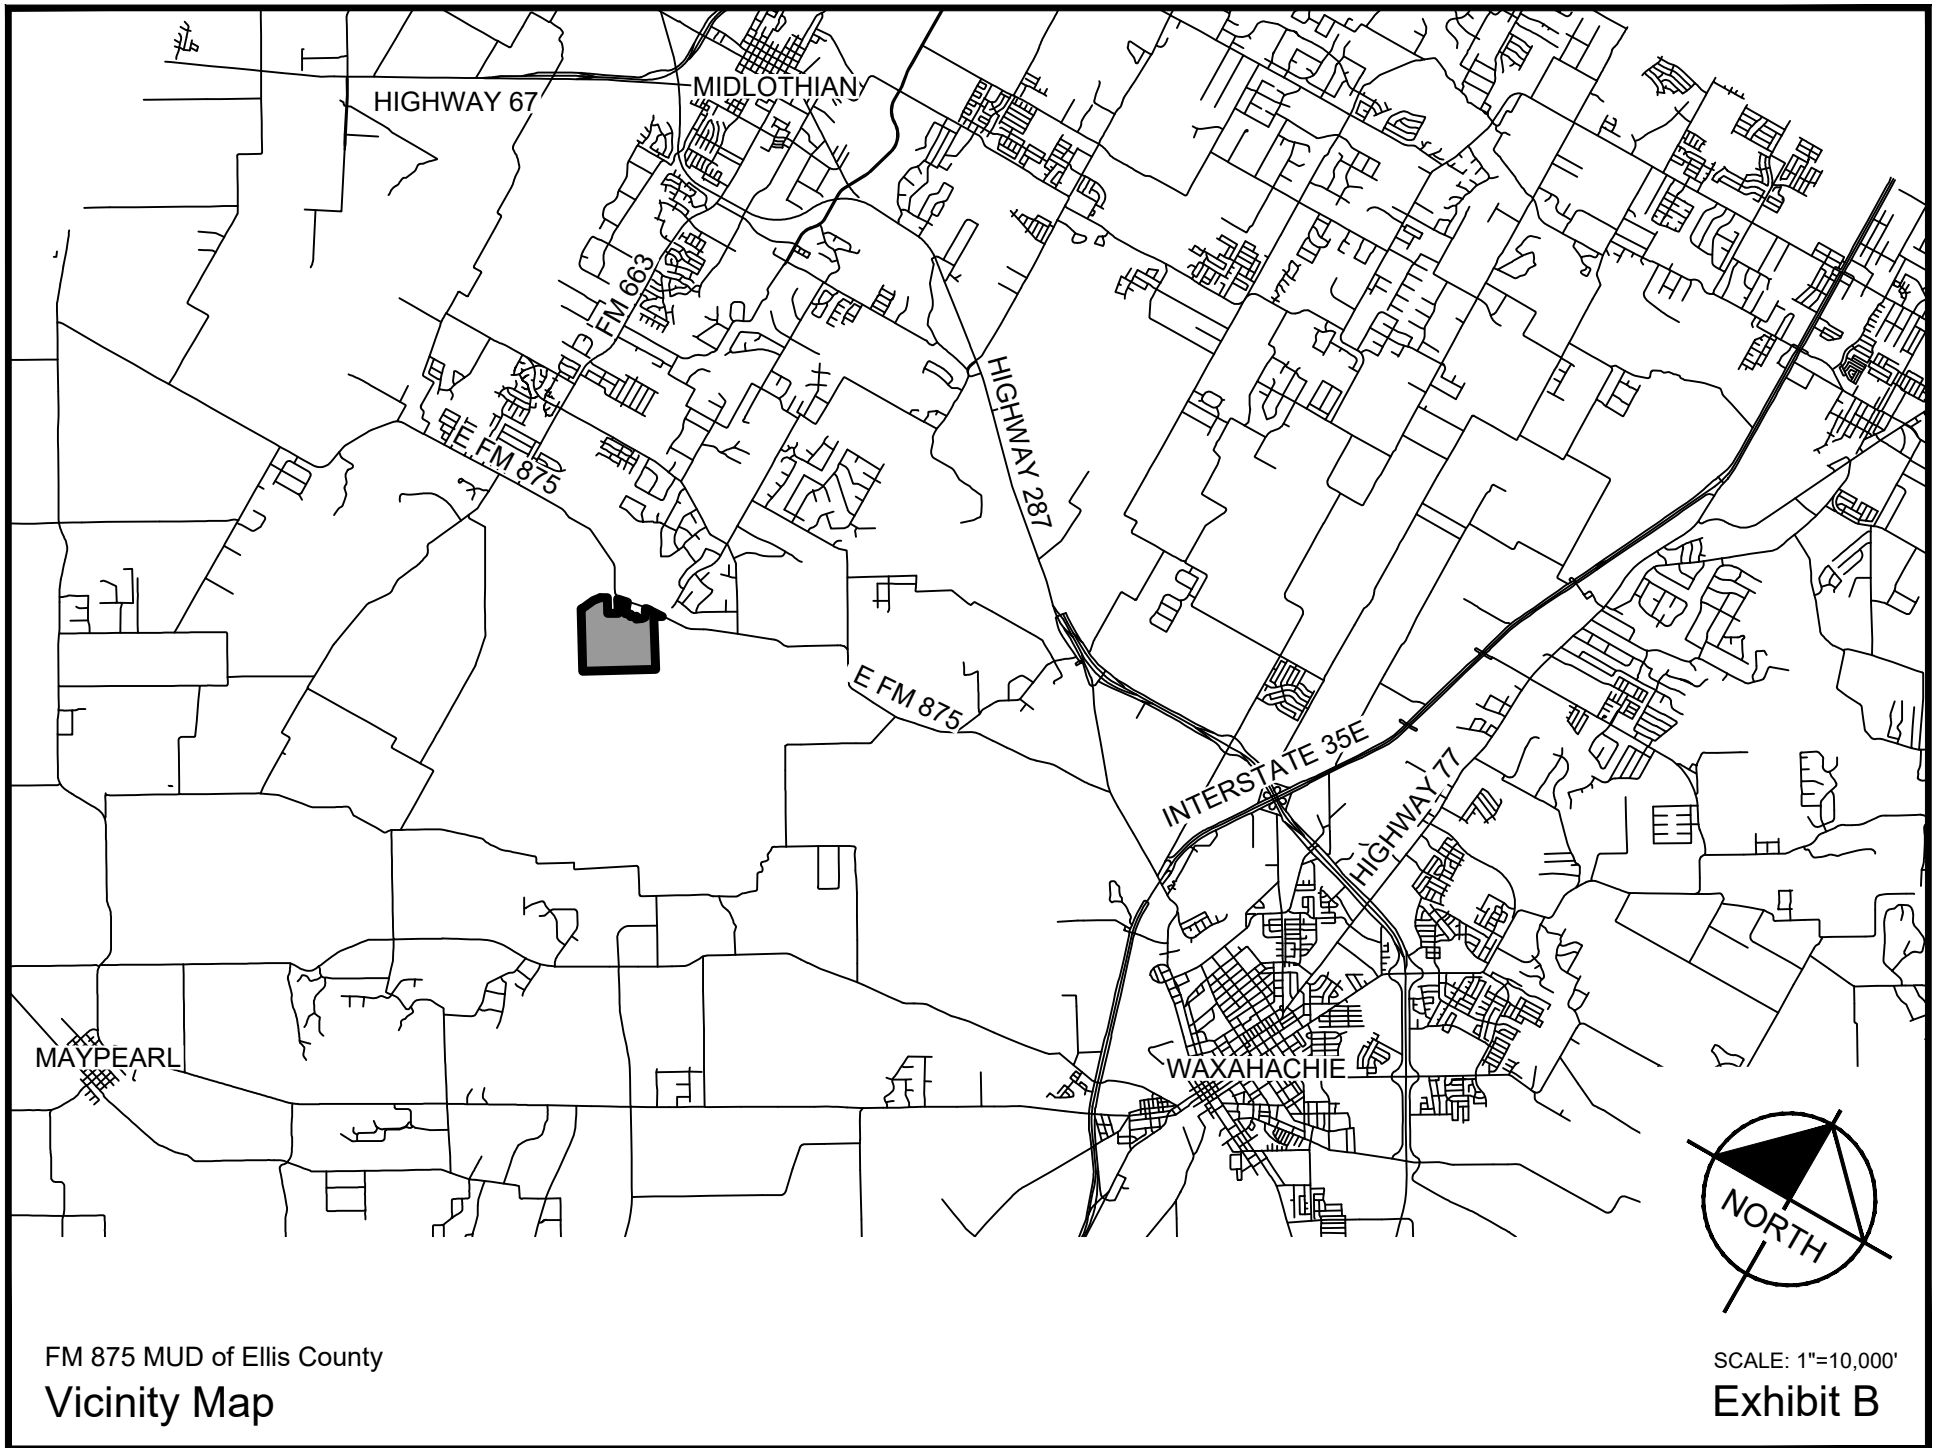 HIGHWAY 67
MIDLOTHIAN
FM 663
HIGHWAY 287
E FM 875
E FM 875
INTERSTATE 35E
HIGHWAY 77
MAYPEARL
WAXAHACHIE
NORTH
FM 875 MUD of Ellis County
Vicinity Map
SCALE: 1"=10,000'
Exhibit B